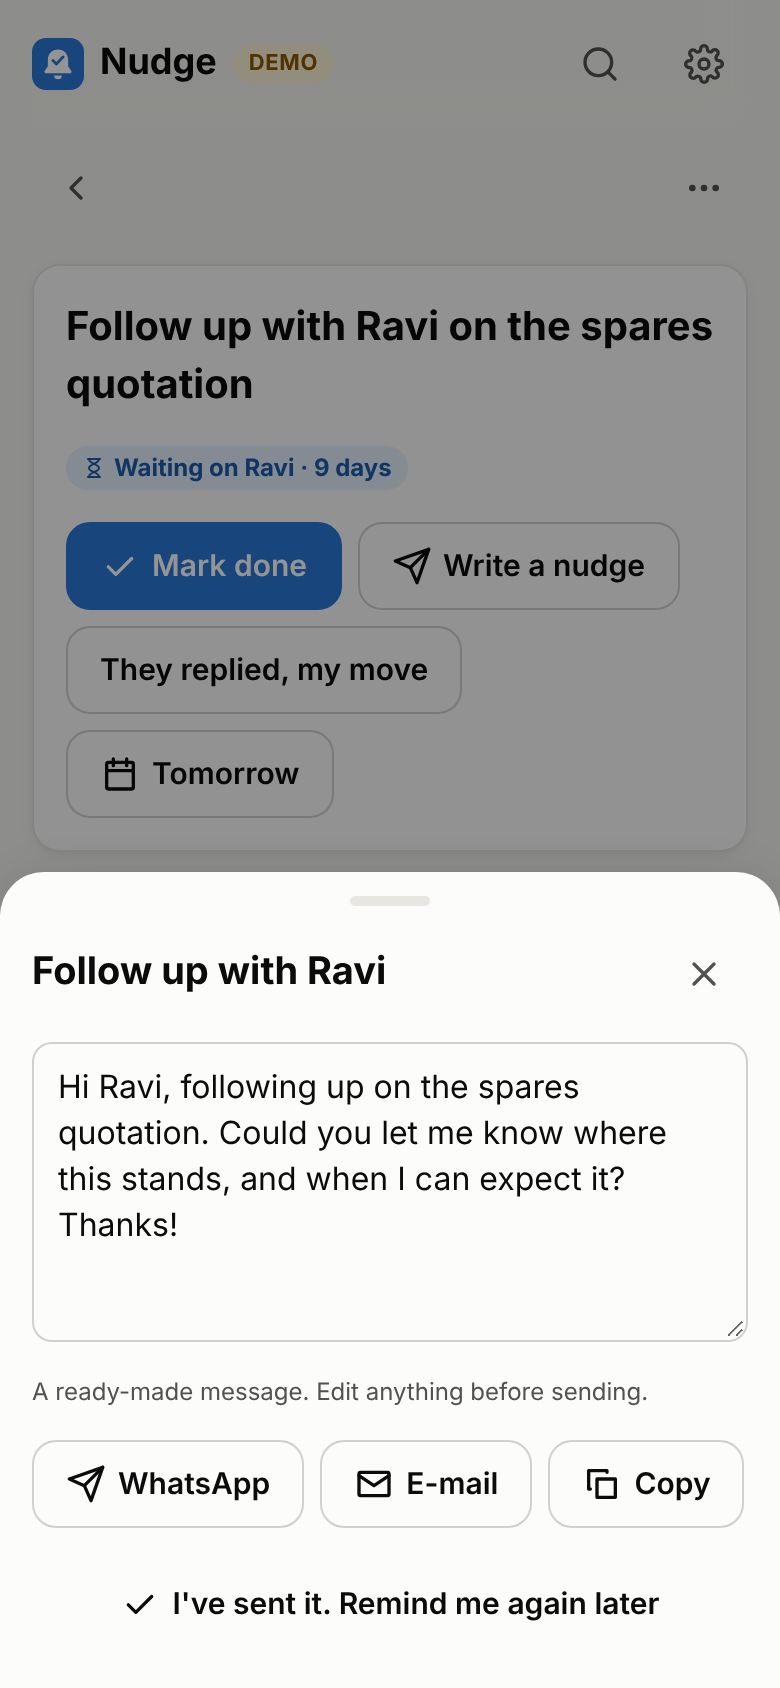 Nudge DEMO
Follow up with Ravi on the spares
quotation
Waiting on Ravi · 9 days
Mark done
Write a nudge
They replied, my move
Tomorrow
Follow up with Ravi
Hi Ravi, following up on the spares
quotation. Could you let me know where
this stands, and when I can expect it?
Thanks!
A ready-made message. Edit anything before sending.
WhatsApp
E-mail
Copy
I've sent it. Remind me again later